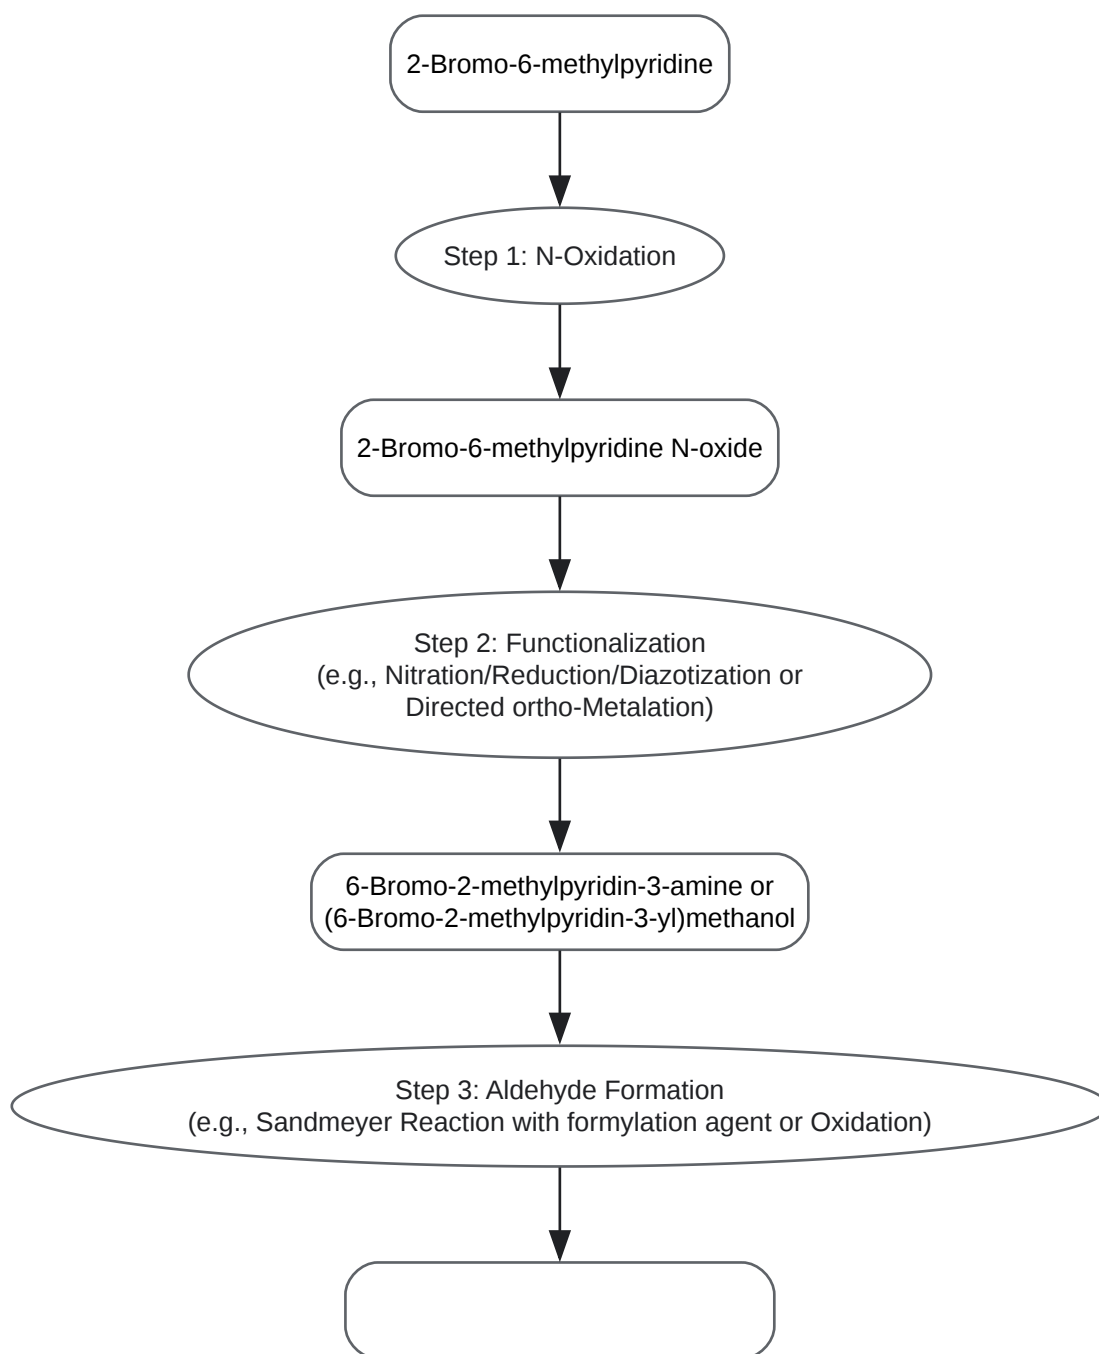 2-Bromo-6-methylpyridine
Step 1: N-Oxidation
2-Bromo-6-methylpyridine N-oxide
Step 2: Functionalization
(e.g., Nitration/Reduction/Diazotization or
Directed ortho-Metalation)
6-Bromo-2-methylpyridin-3-amine or
(6-Bromo-2-methylpyridin-3-yl)methanol
Step 3: Aldehyde Formation
(e.g., Sandmeyer Reaction with formylation agent or Oxidation)